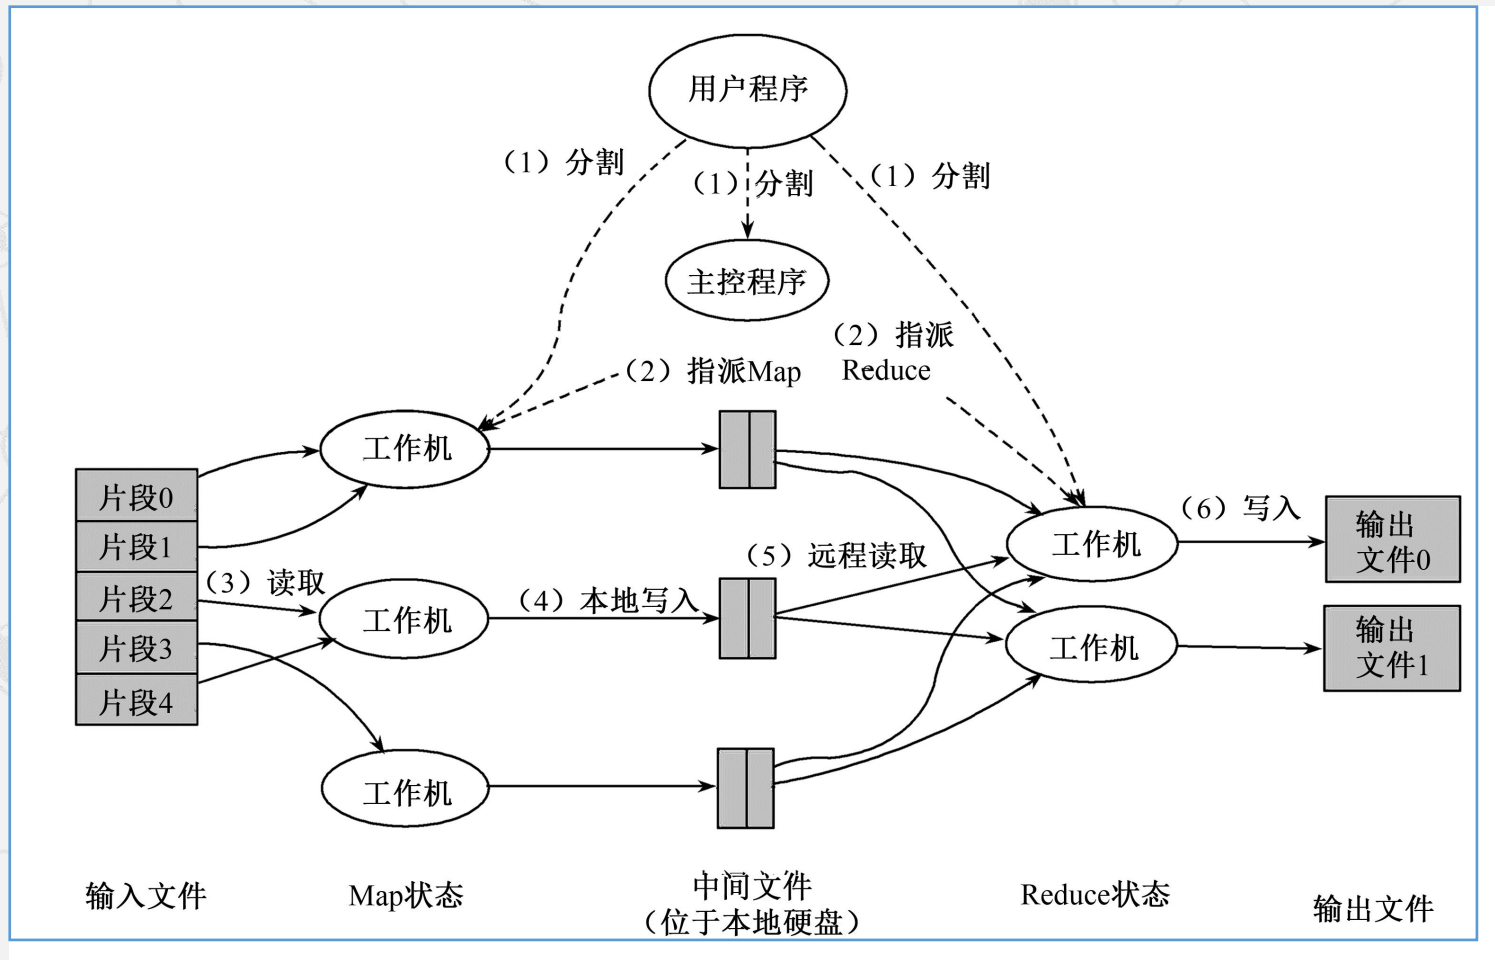 用户程序
（1）分割
（1）分割
（1）分割
主控程序
（2）指派Map
（2）指派
Reduce
工作机
片段0
片段1
片段2
片段3
片段4
（3）读取
工作机
（4）本地写入
（5）远程读取
工作机
工作机
工作机
（6）写入
输出
文件0
输出
文件1
输入文件
Map状态
中间文件
（位于本地硬盘）
Reduce状态
输出文件